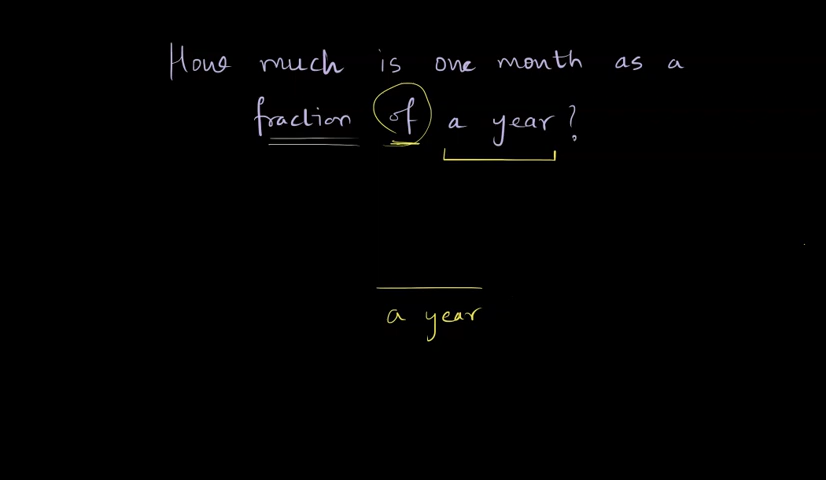 How much is one month as a
fraction of a year?
a year